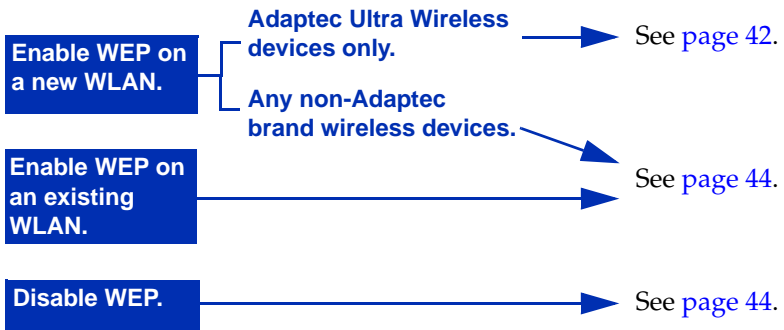 Enable WEP on
a new WLAN.
Adaptec Ultra Wireless
devices only.
See page 42.
Any non-Adaptec
brand wireless devices.
Enable WEP on
an existing
WLAN.
See page 44.
Disable WEP.
See page 44.